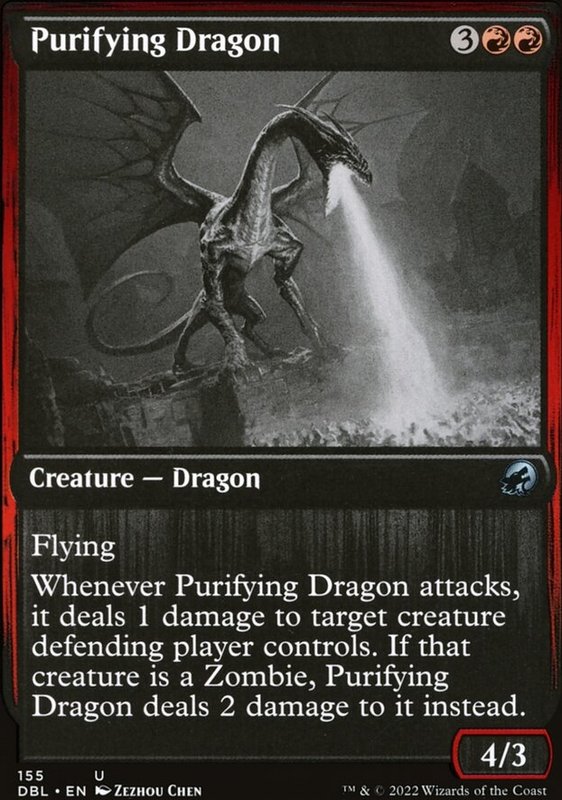 Purifying Dragon 3
Creature — Dragon
Flying
Whenever Purifying Dragon attacks,
it deals 1 damage to target creature
defending player controls. If that
creature is a Zombie, Purifying
Dragon deals 2 damage to it instead.
4/3
155 U
DBL • EN Zezhou Chen
™ & © 2022 Wizards of the Coast